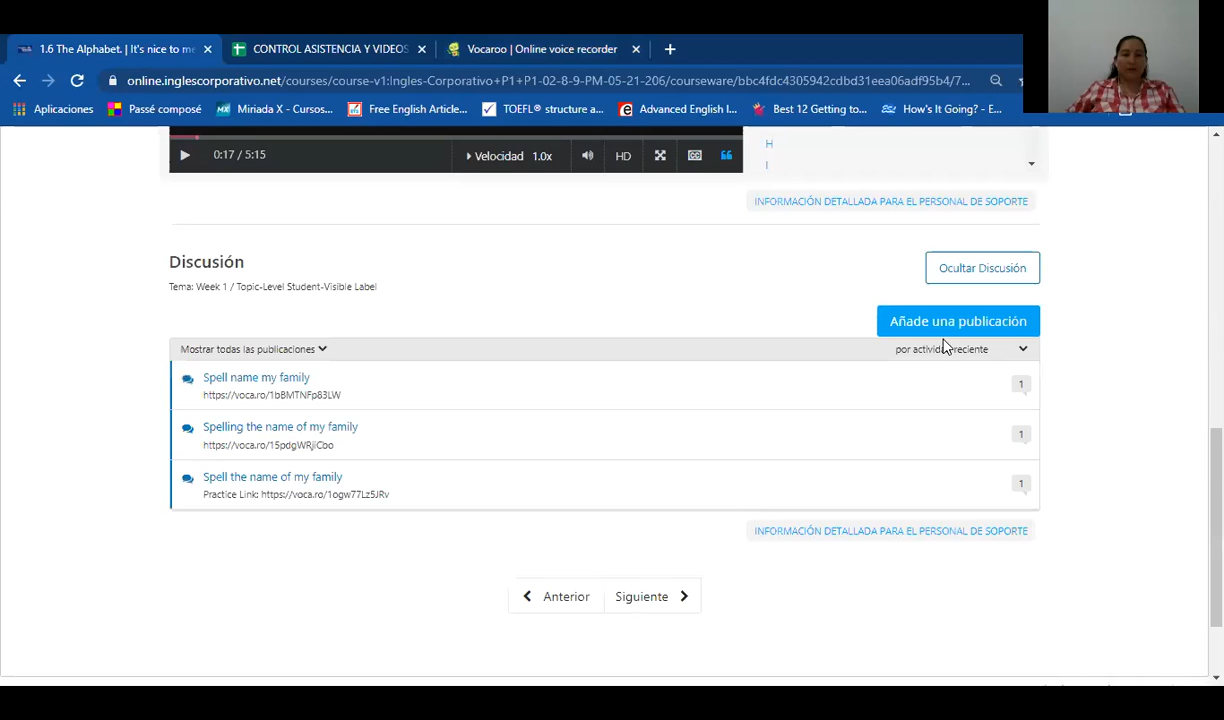 1.6 The Alphabet. | It's nice to me
CONTROL ASISTENCIA Y VIDEOS
Vocaroo | Online voice recorder
online.inglescorporativo.net/courses/course-v1:Ingles-Corporativo+P1+P1-02-8-9-PM-05-21-206/courseware/bbc4fdc4305942cdbd31eea06adf95b4/7...
Aplicaciones
Passé composé
Miriada X - Cursos...
Free English Article...
TOEFL® structure a...
Advanced English I...
Best 12 Getting to...
How's It Going? - E...
H
I
0:17 / 5:15
Velocidad 1.0x
HD
CC
INFORMACIÓN DETALLADA PARA EL PERSONAL DE SOPORTE
Discusión
Ocultar Discusión
Tema: Week 1 / Topic-Level Student-Visible Label
Añade una publicación
Mostrar todas las publicaciones
por actividad reciente
Spell name my family
1
https://voca.ro/1bBMTNFp83LW
Spelling the name of my family
1
https://voca.ro/15pdgWRjiCbo
Spell the name of my family
1
Practice Link: https://voca.ro/1ogw77Lz5JRv
INFORMACIÓN DETALLADA PARA EL PERSONAL DE SOPORTE
Anterior
Siguiente